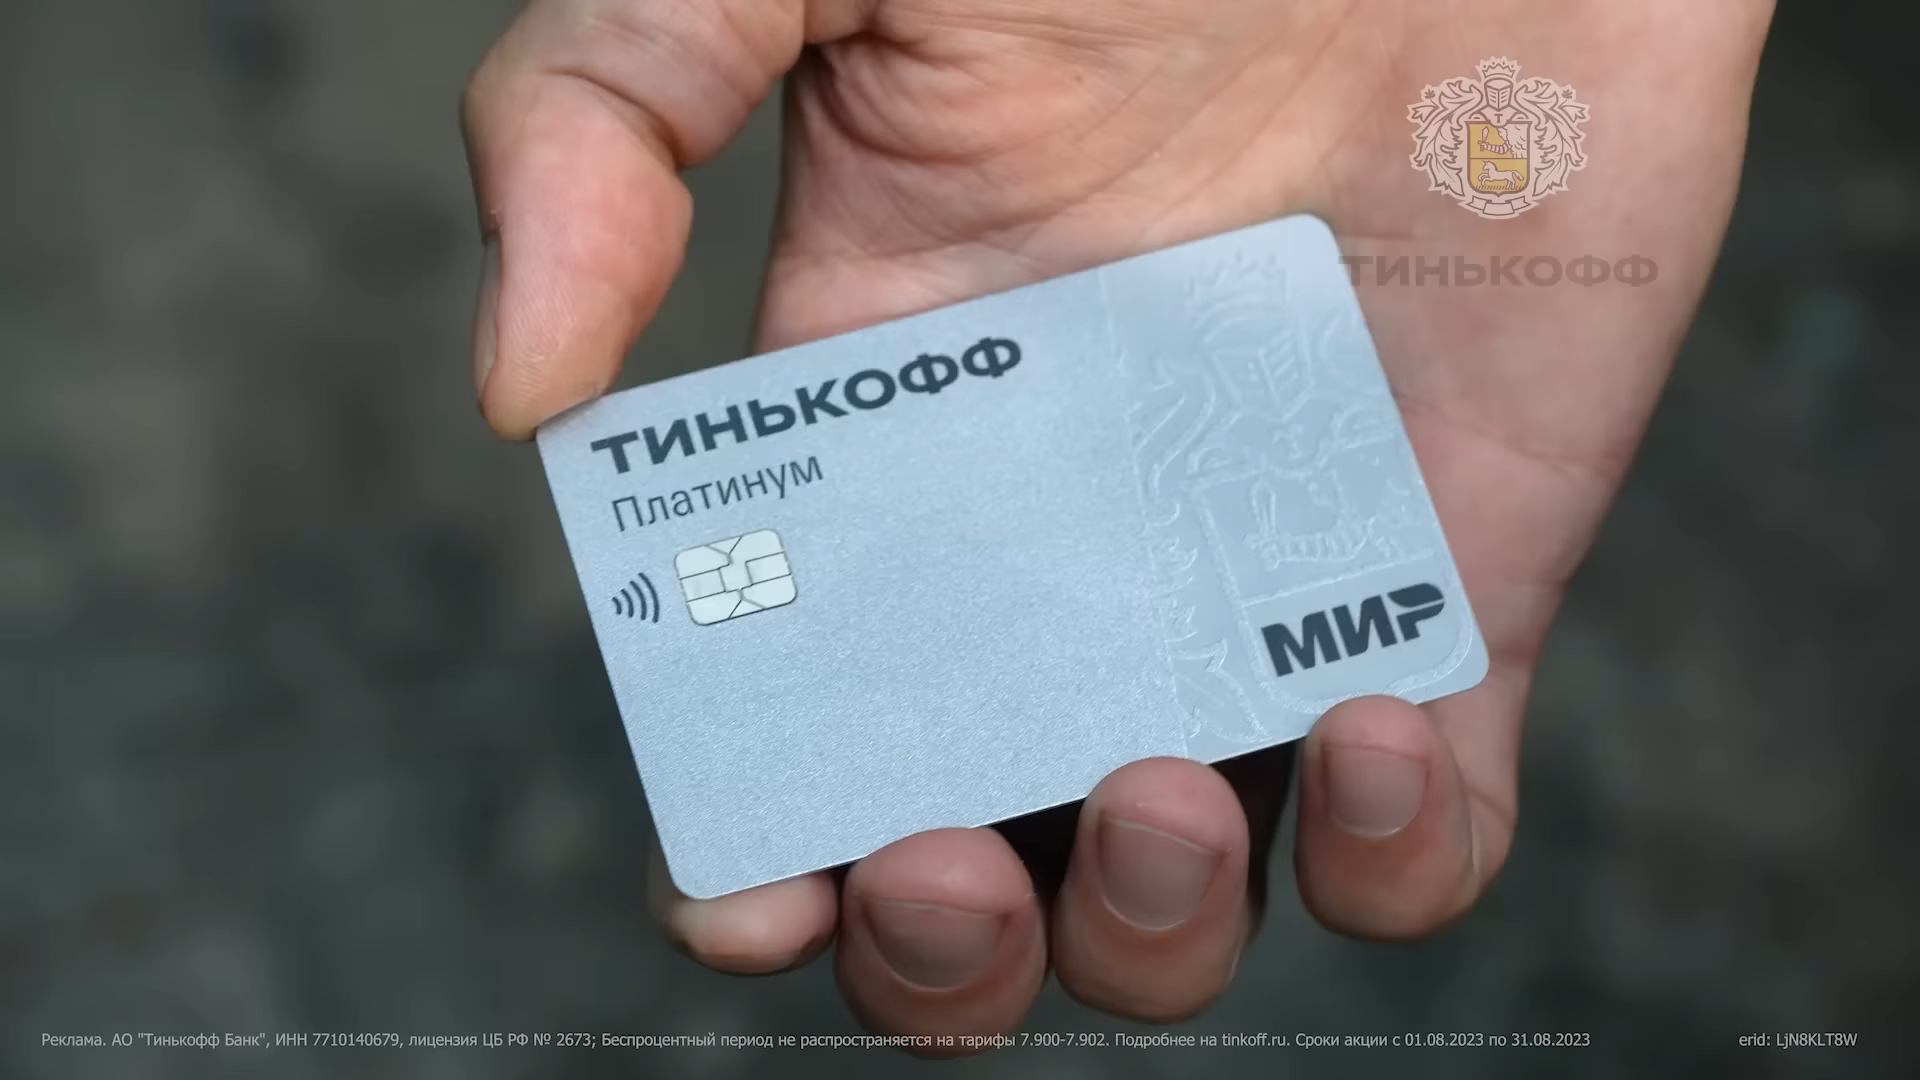 ТИНЬКОФФ
ТИНЬКОФФ
Платинум
МИР
Реклама. АО "Тинькофф Банк", ИНН 7710140679, лицензия ЦБ РФ № 2673; Беспроцентный период не распространяется на тарифы 7.900-7.902. Подробнее на tinkoff.ru. Сроки акции с 01.08.2023 по 31.08.2023
erid: LjN8KLT8W